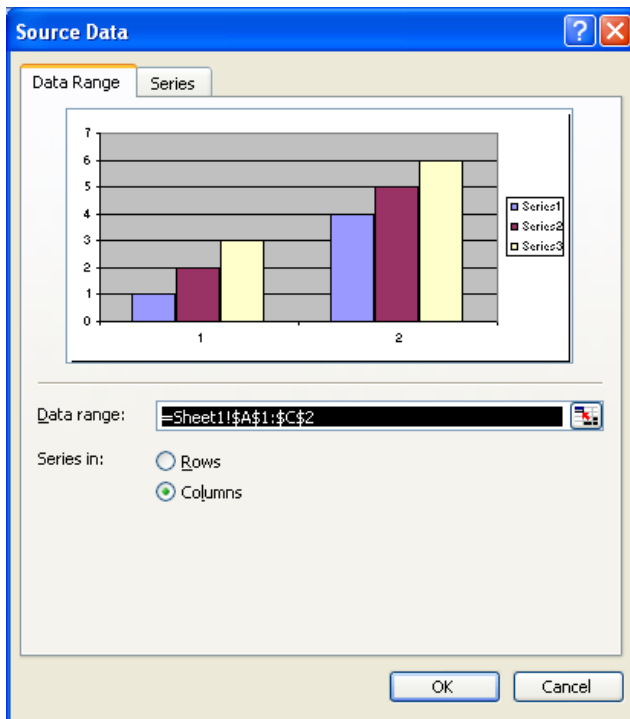 Source Data
Data Range Series
7
6
5
4
3
2
1
0
Series1
Series2
Series3
1 2
Data range: =Sheet1!$A$1:$C$2
Series in: Rows
Columns
OK Cancel